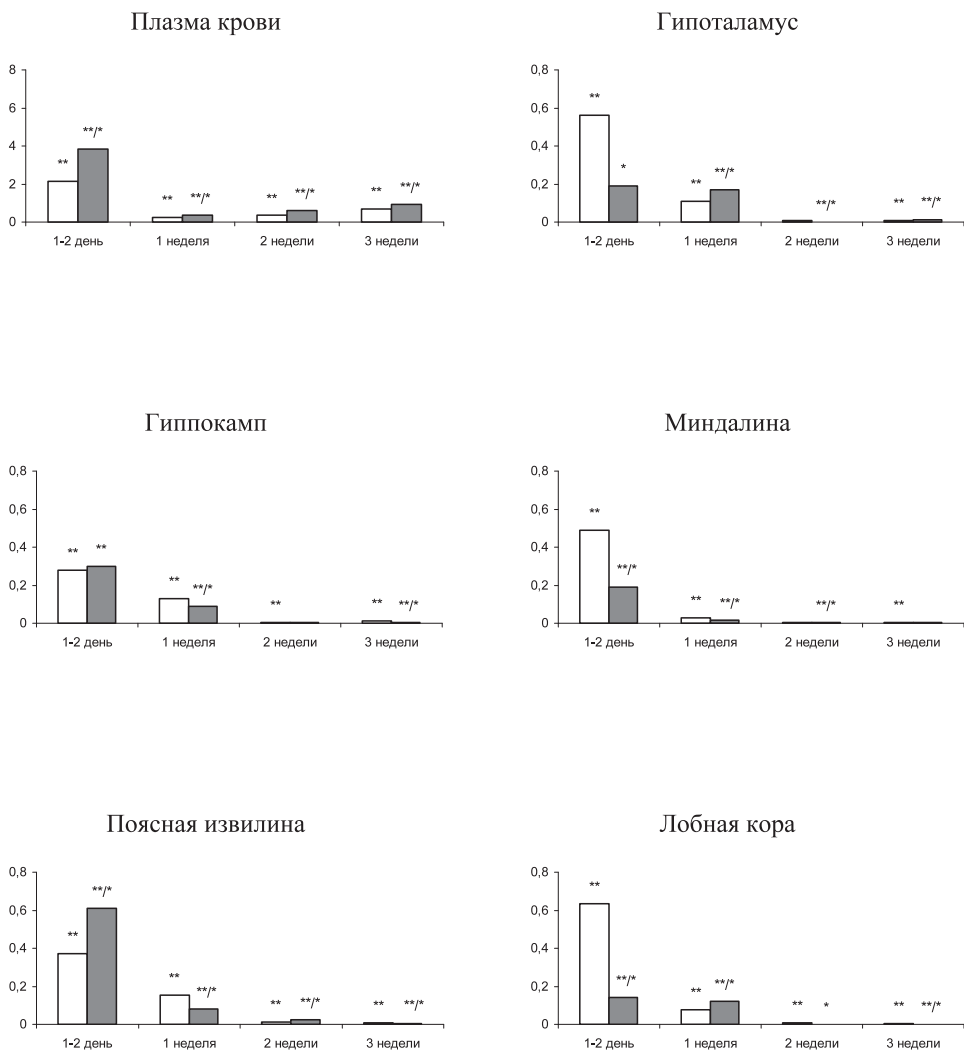 Плазма крови
8
6
4
2
0
** **/* ** **/* ** **/* ** **/*
1-2 день 1 неделя 2 недели 3 недели
Гипоталамус
0,8
0,6
0,4
0,2
0
** * ** **/* **/* ** **/*
1-2 день 1 неделя 2 недели 3 недели
Гиппокамп
0,8
0,6
0,4
0,2
0
** ** ** **/* ** ** **/*
1-2 день 1 неделя 2 недели 3 недели
Миндалина
0,8
0,6
0,4
0,2
0
** **/* ** **/* **/* **
1-2 день 1 неделя 2 недели 3 недели
Поясная извилина
0,8
0,6
0,4
0,2
0
** **/* ** **/* ** **/* ** **/*
1-2 день 1 неделя 2 недели 3 недели
Лобная кора
0,8
0,6
0,4
0,2
0
** **/* ** **/* ** * ** **/*
1-2 день 1 неделя 2 недели 3 недели